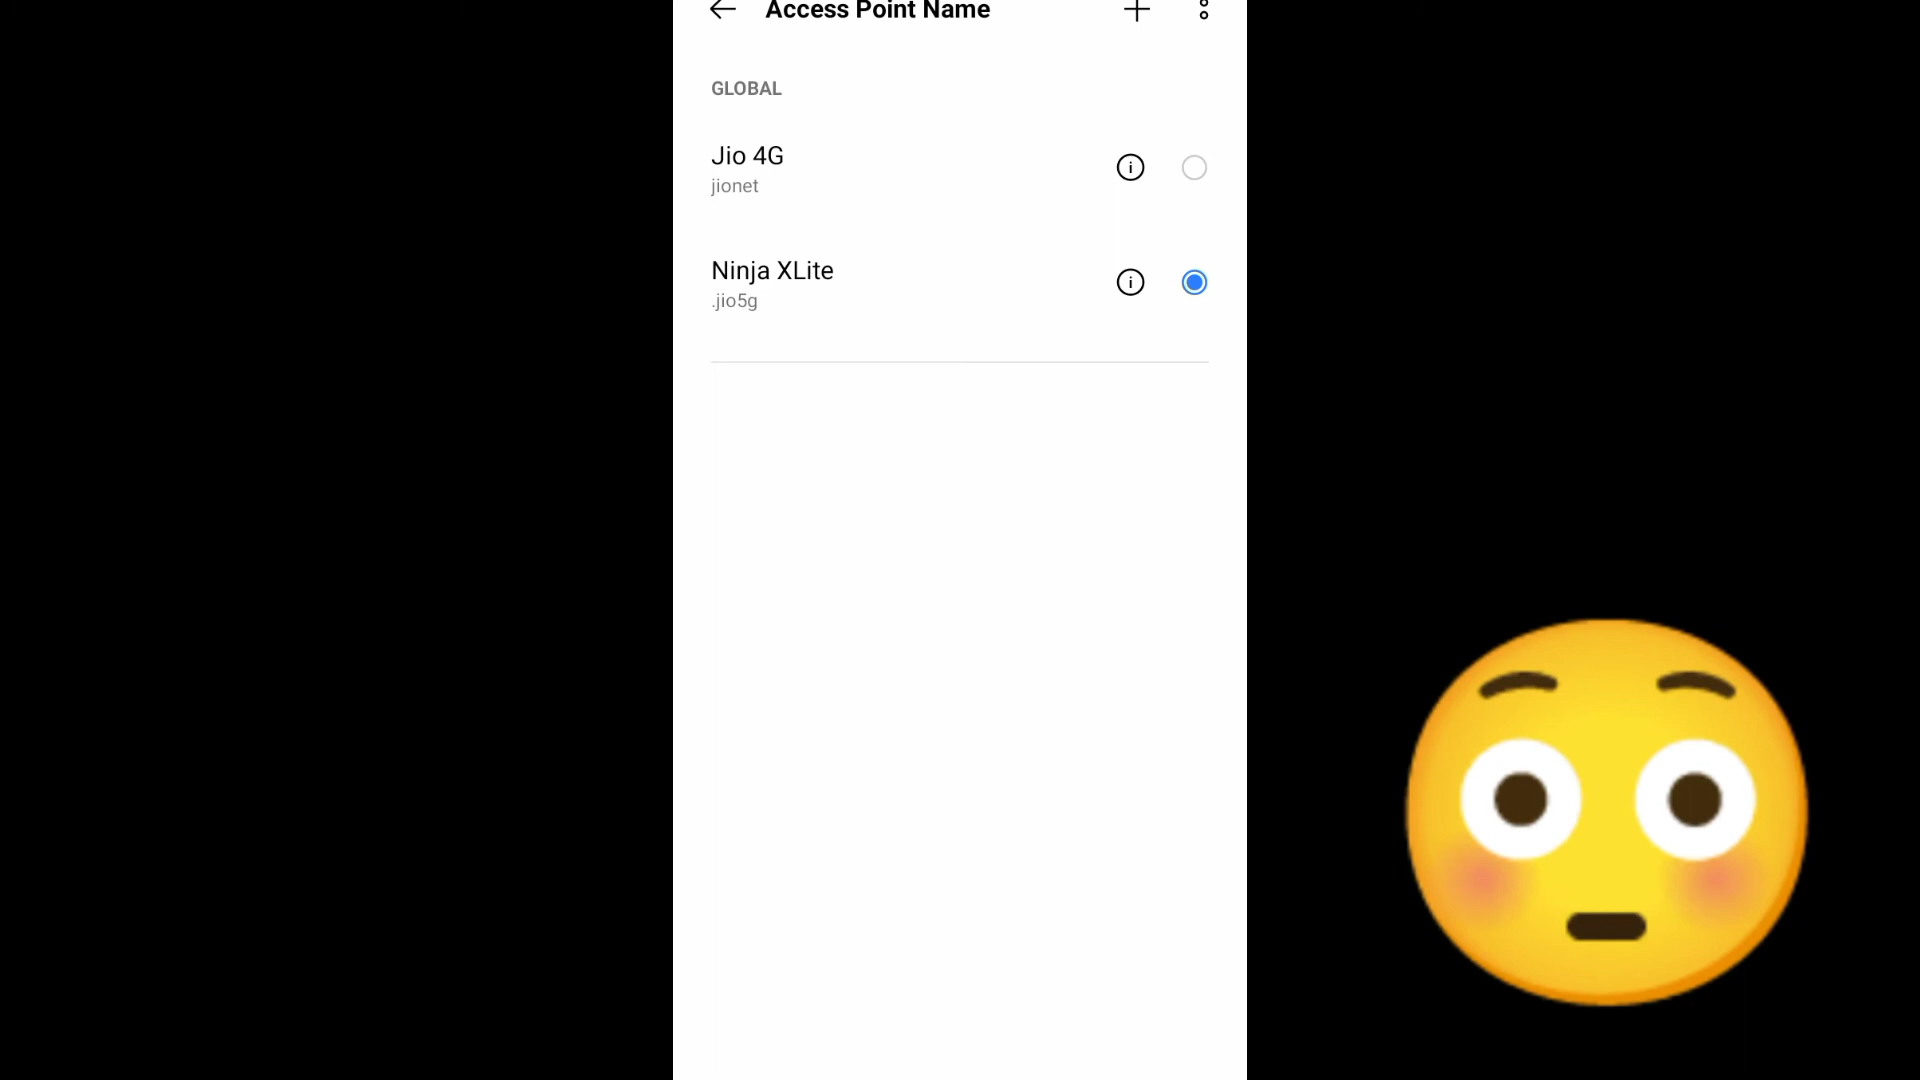 Access Point Name
GLOBAL
Jio 4G
jionet
Ninja XLite
.jio5g